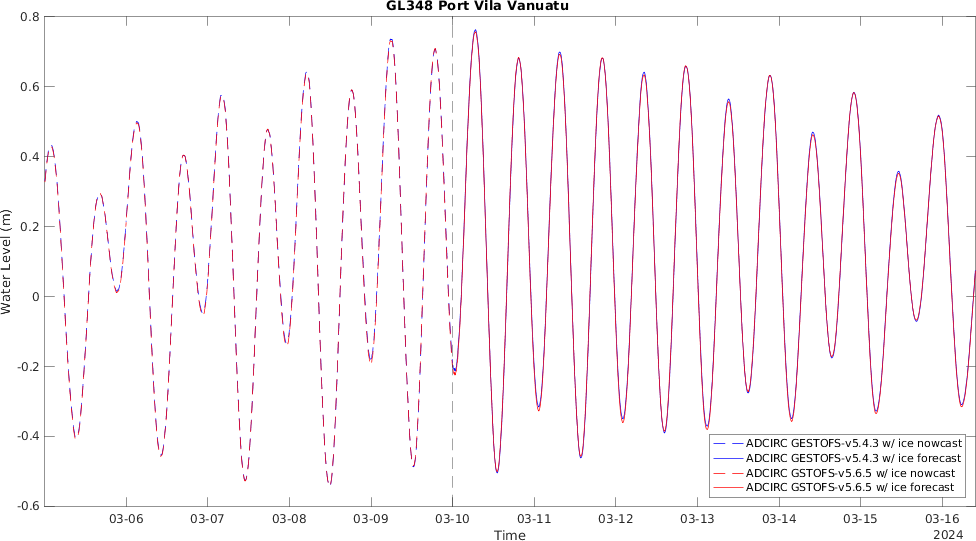 GL348 Port Vila Vanuatu
0.8
0.6
0.4
0.2
0
-0.2
-0.4
-0.6
Water Level (m)
ADCIRC GESTOFS-v5.4.3 w/ ice nowcast
ADCIRC GESTOFS-v5.4.3 w/ ice forecast
ADCIRC GSTOFS-v5.6.5 w/ ice nowcast
ADCIRC GSTOFS-v5.6.5 w/ ice forecast
03-06 03-07 03-08 03-09 03-10 03-11 03-12 03-13 03-14 03-15 03-16
2024
Time